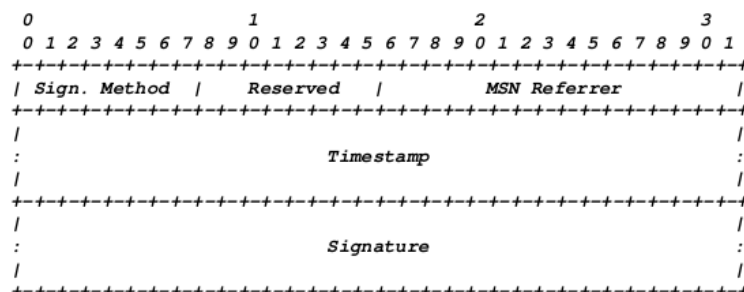 0                   1                   2                   3
 0 1 2 3 4 5 6 7 8 9 0 1 2 3 4 5 6 7 8 9 0 1 2 3 4 5 6 7 8 9 0 1
+-+-+-+-+-+-+-+-+-+-+-+-+-+-+-+-+-+-+-+-+-+-+-+-+-+-+-+-+-+-+-+-+
| Sign. Method  |    Reserved   |         MSN Referrer          |
+-+-+-+-+-+-+-+-+-+-+-+-+-+-+-+-+-+-+-+-+-+-+-+-+-+-+-+-+-+-+-+-+
|                                                               |
:                           Timestamp                           :
|                                                               |
+-+-+-+-+-+-+-+-+-+-+-+-+-+-+-+-+-+-+-+-+-+-+-+-+-+-+-+-+-+-+-+-+
|                                                               |
:                           Signature                           :
|                                                               |
+-+-+-+-+-+-+-+-+-+-+-+-+-+-+-+-+-+-+-+-+-+-+-+-+-+-+-+-+-+-+-+-+